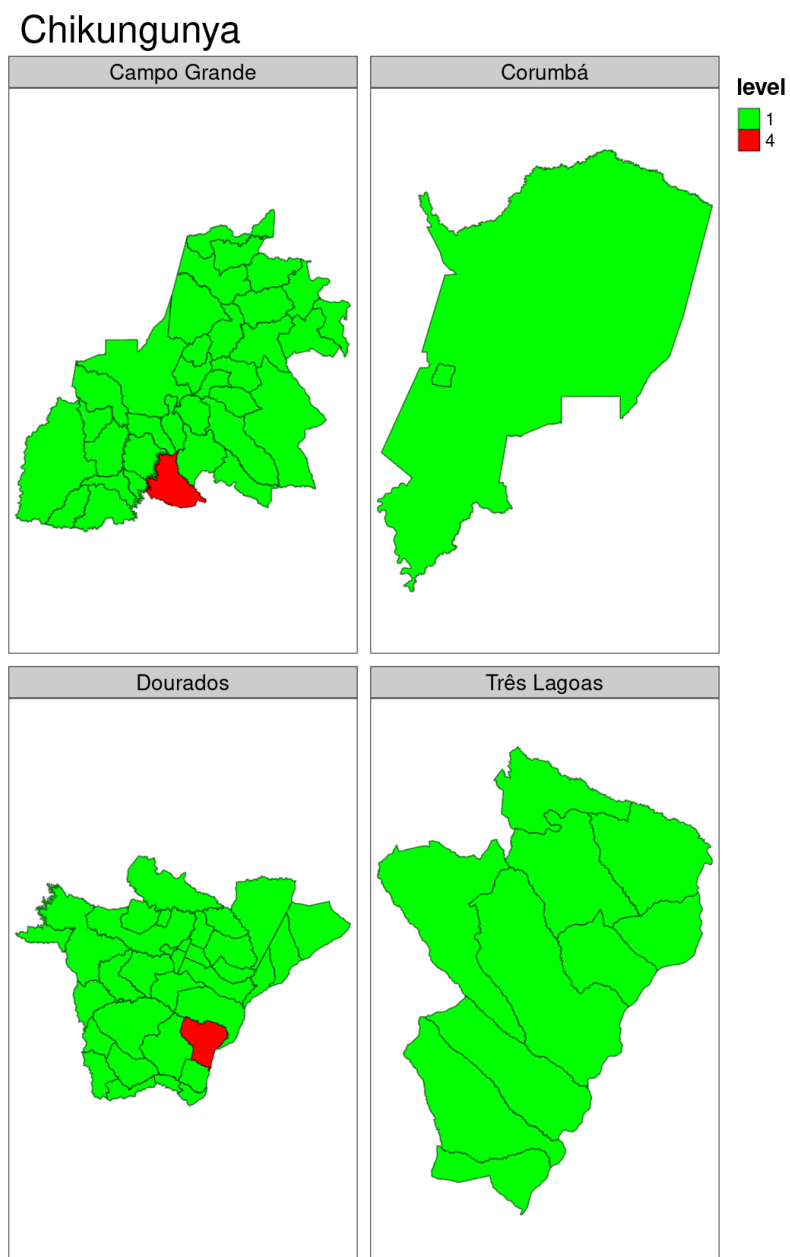 Chikungunya
Campo Grande
Corumbá
level
1
4
Dourados
Três Lagoas